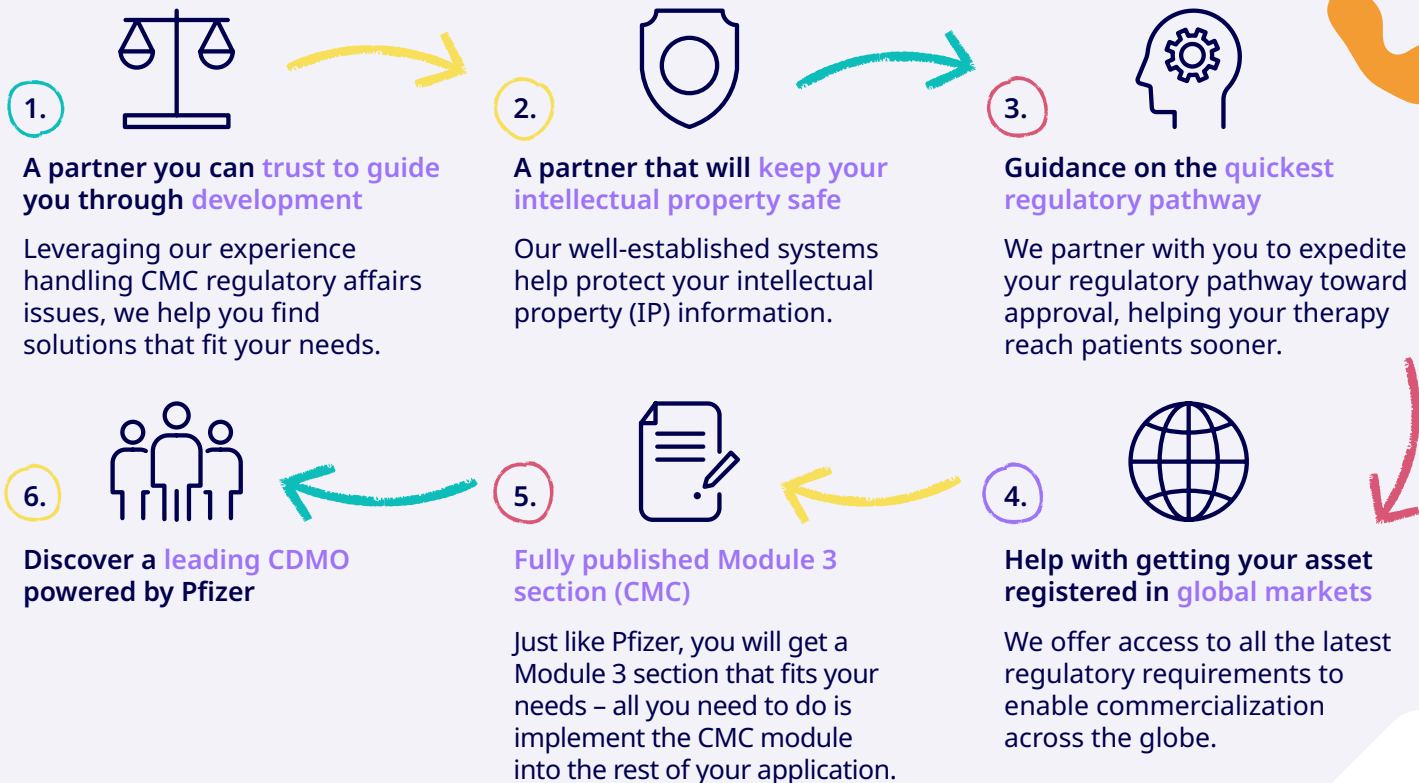 1.
A partner you can trust to guide
you through development
Leveraging our experience
handling CMC regulatory affairs
issues, we help you find
solutions that fit your needs.
2.
A partner that will keep your
intellectual property safe
Our well-established systems
help protect your intellectual
property (IP) information.
3.
Guidance on the quickest
regulatory pathway
We partner with you to expedite
your regulatory pathway toward
approval, helping your therapy
reach patients sooner.
4.
Help with getting your asset
registered in global markets
We offer access to all the latest
regulatory requirements to
enable commercialization
across the globe.
5.
Fully published Module 3
section (CMC)
Just like Pfizer, you will get a
Module 3 section that fits your
needs – all you need to do is
implement the CMC module
into the rest of your application.
6.
Discover a leading CDMO
powered by Pfizer